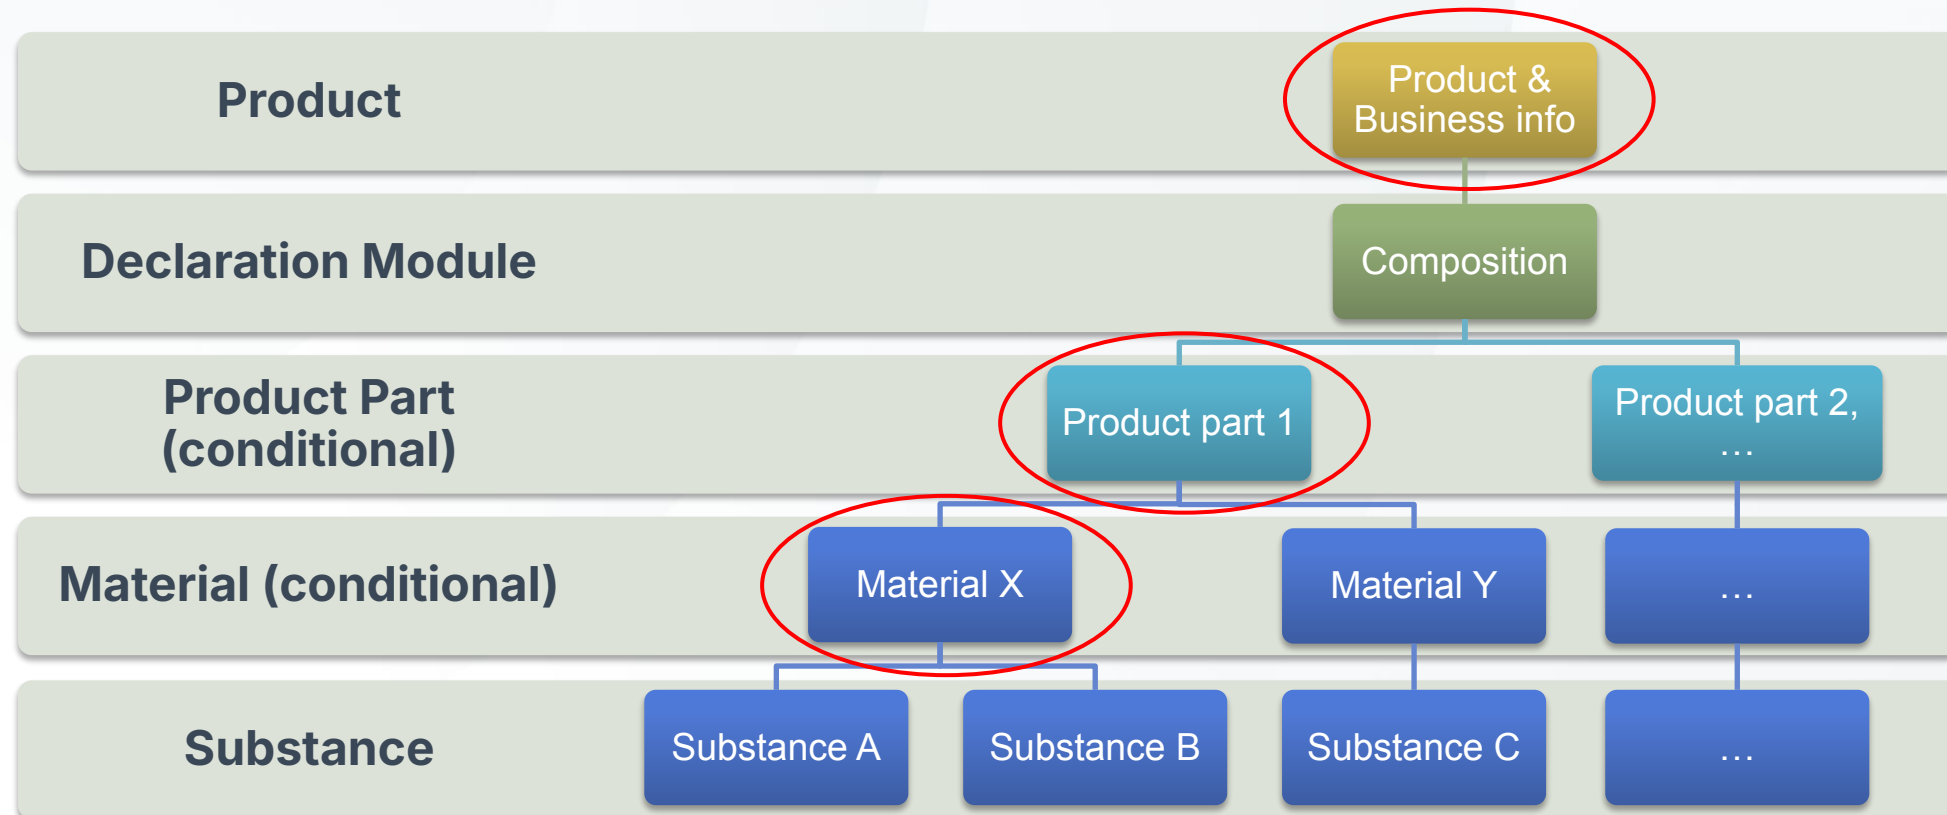 Product
Product &
Business info
Declaration Module
Composition
Product Part
(conditional)
Product part 1
Product part 2,
…
Material (conditional)
Material X
Material Y
…
Substance
Substance A
Substance B
Substance C
…